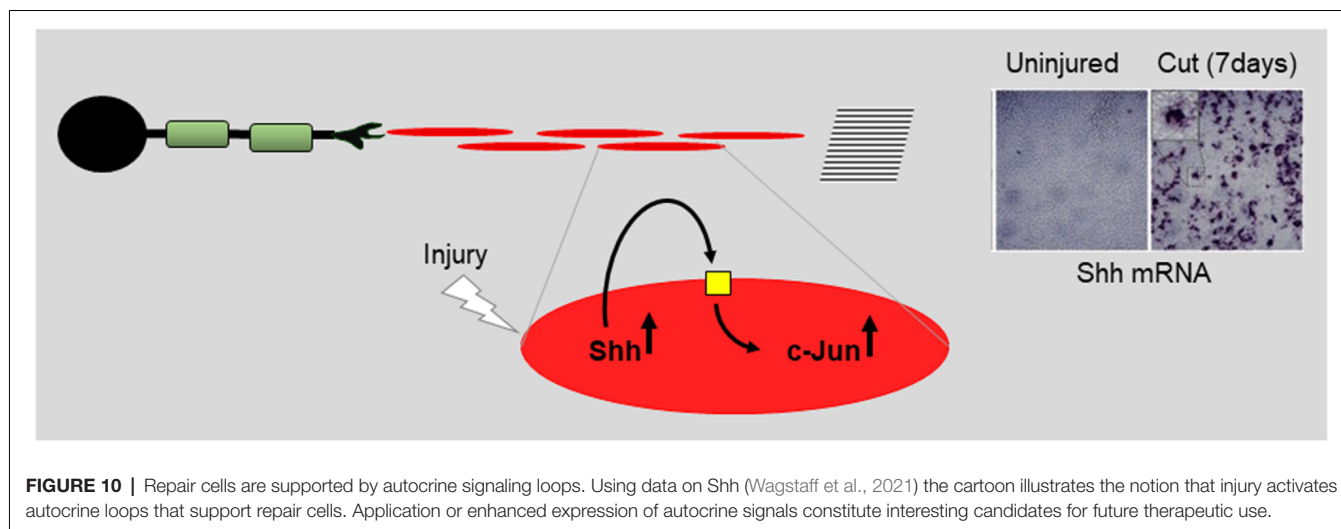 Uninjured Cut (7days)
Shh mRNA
Injury
Shh c-Jun
FIGURE 10 | Repair cells are supported by autocrine signaling loops. Using data on Shh (Wagstaff et al., 2021) the cartoon illustrates the notion that injury activates
autocrine loops that support repair cells. Application or enhanced expression of autocrine signals constitute interesting candidates for future therapeutic use.